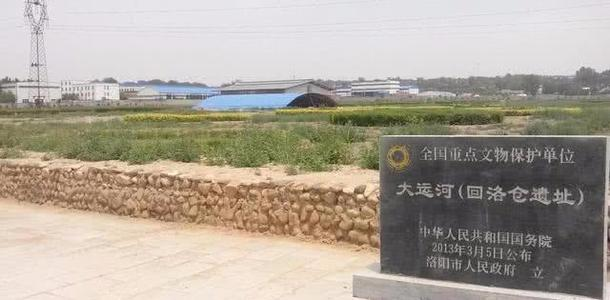 全国重点文物保护单位
大运河(回洛仓遗址)
中华人民共和国国务院
2013年3月5日公布
洛阳市人民政府 立